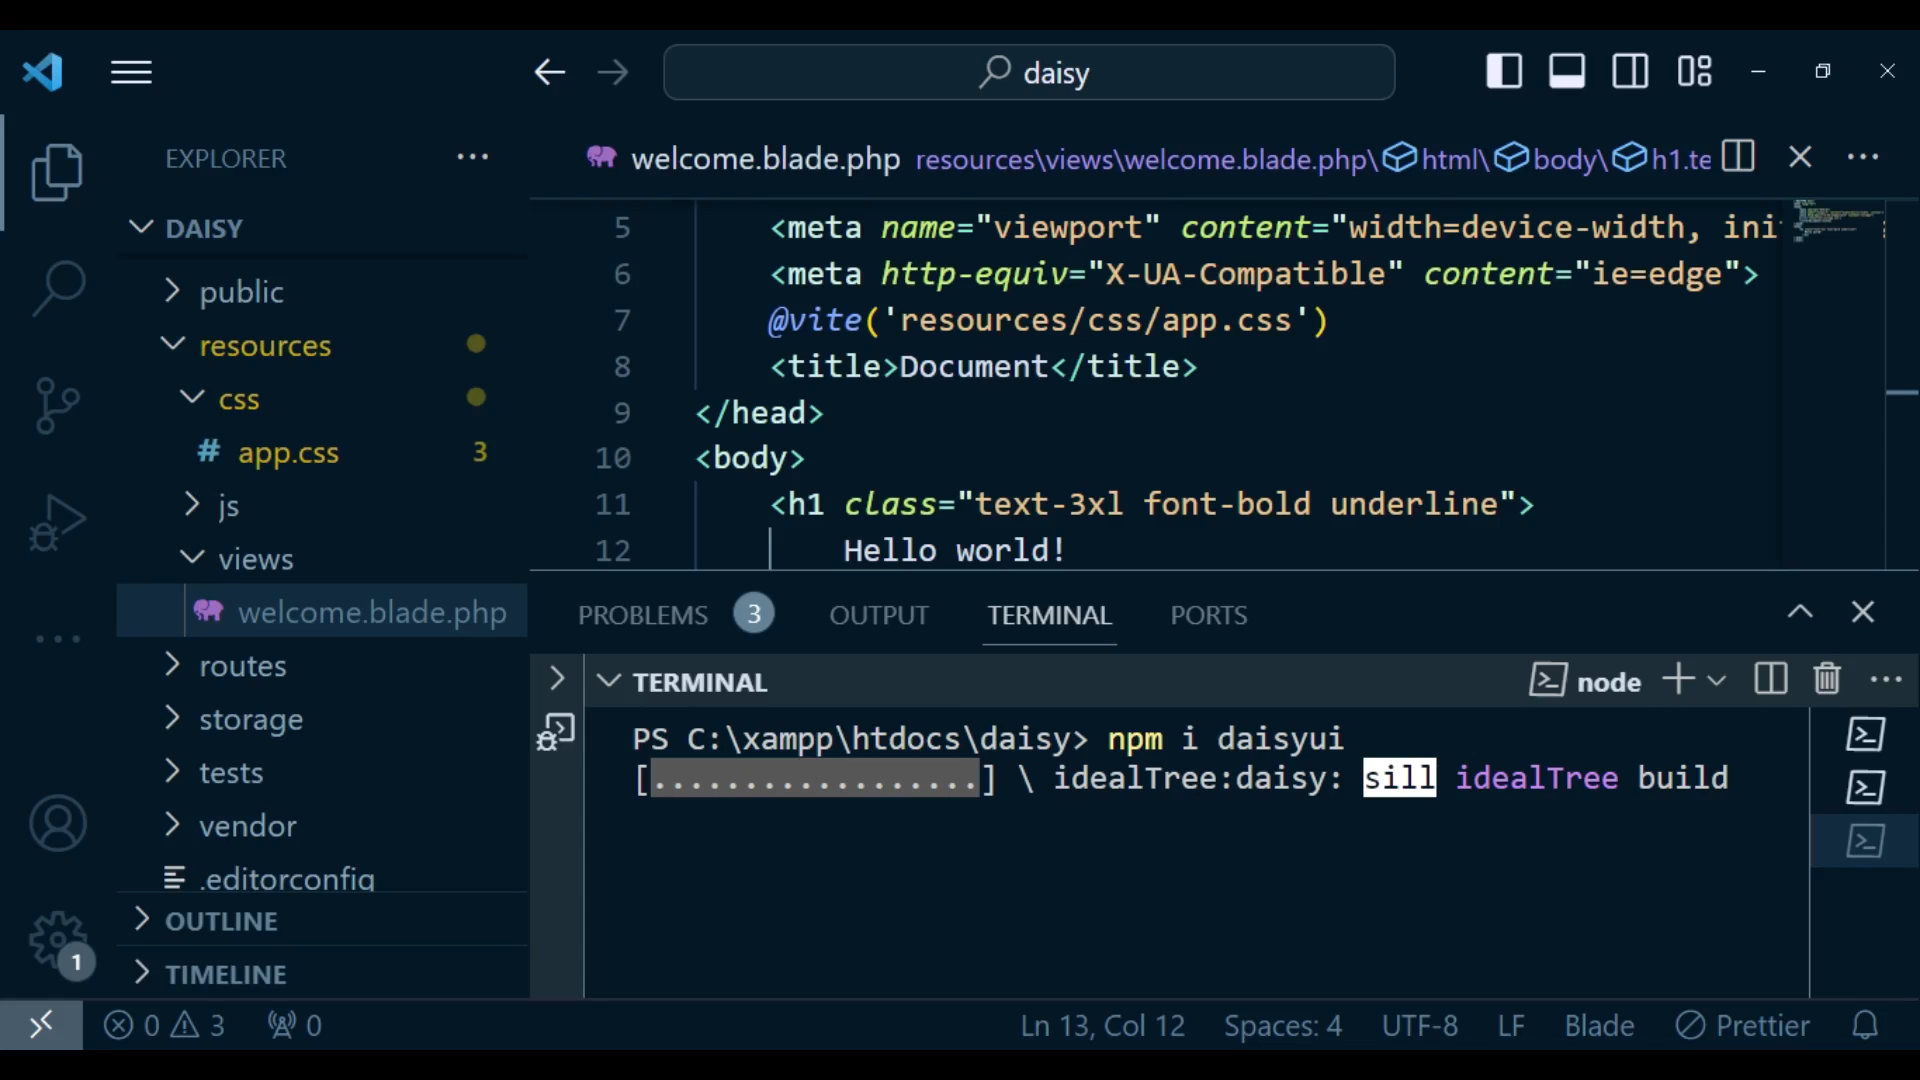 daisy
EXPLORER
welcome.blade.php resources\views\welcome.blade.php\html\body\h1.te
DAISY
public
resources
css
# app.css 3
js
views
welcome.blade.php
routes
storage
tests
vendor
.editorconfig
OUTLINE
TIMELINE
5 <meta name="viewport" content="width=device-width, ini
6 <meta http-equiv="X-UA-Compatible" content="ie=edge">
7 @vite('resources/css/app.css')
8 <title>Document</title>
9 </head>
10 <body>
11 <h1 class="text-3xl font-bold underline">
12 Hello world!
PROBLEMS 3 OUTPUT TERMINAL PORTS
TERMINAL node
PS C:\xampp\htdocs\daisy> npm i daisyui
[..................] \ idealTree:daisy: sill idealTree build
1
0 3 0 Ln 13, Col 12 Spaces: 4 UTF-8 LF Blade Prettier